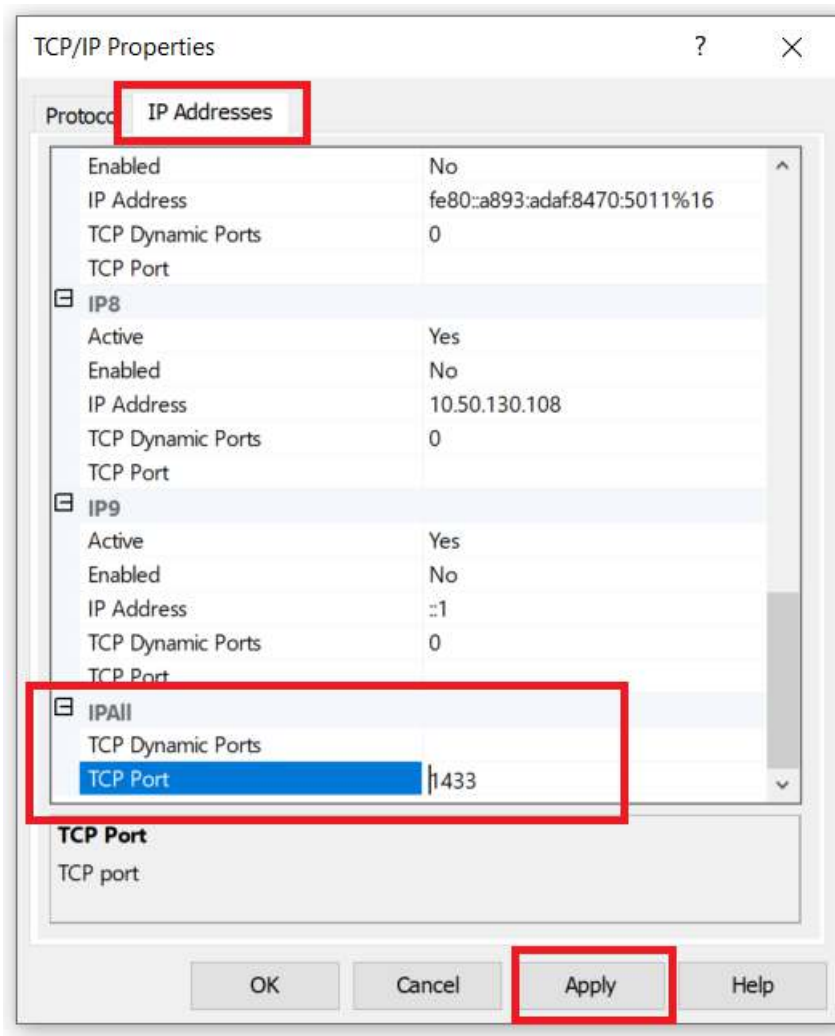 TCP/IP Properties ?
Protoco IP Addresses
Enabled No
IP Address fe80::a893:adaf:8470:5011%16
TCP Dynamic Ports 0
TCP Port
IP8
Active Yes
Enabled No
IP Address 10.50.130.108
TCP Dynamic Ports 0
TCP Port
IP9
Active Yes
Enabled No
IP Address ::1
TCP Dynamic Ports 0
TCP Port
IPAll
TCP Dynamic Ports
TCP Port 1433
TCP Port
TCP port
OK Cancel Apply Help